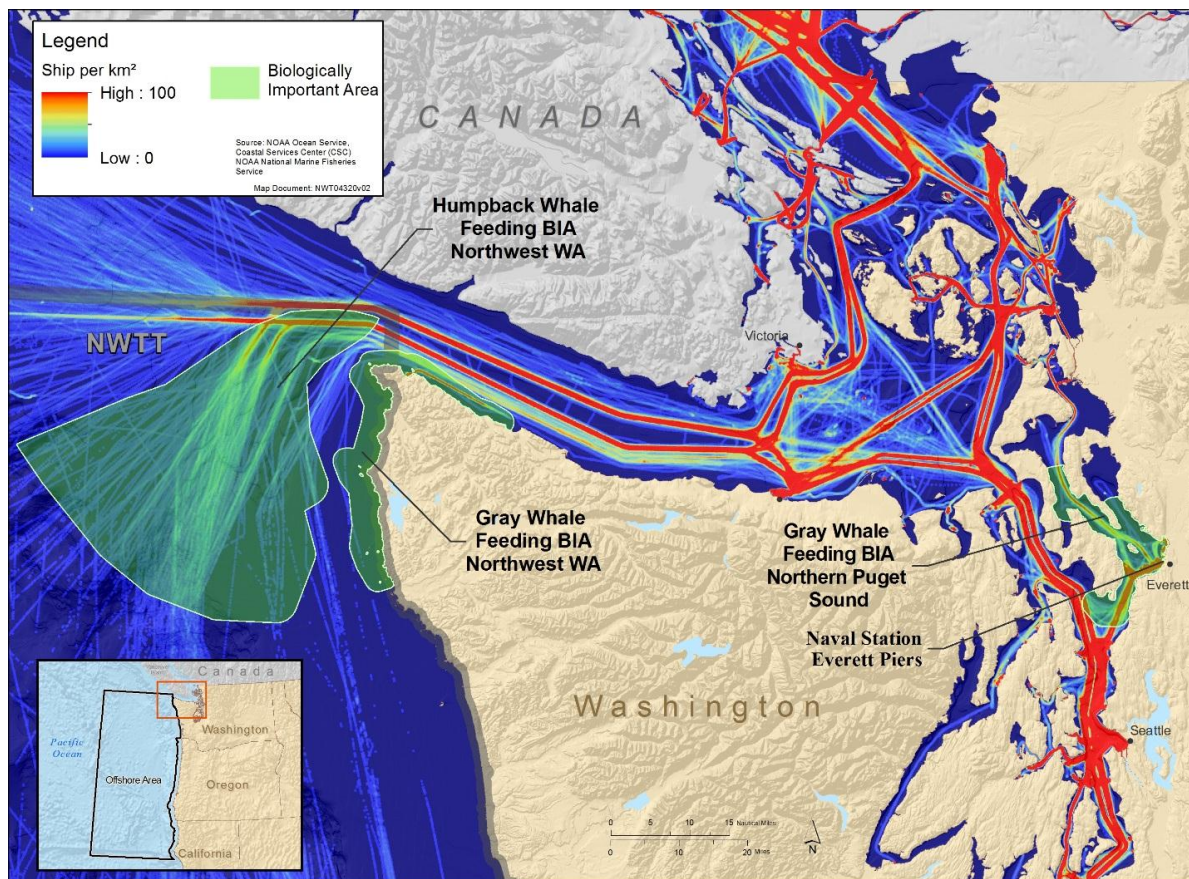 Legend
Ship per km²
High : 100
Low : 0
Biologically
Important Area
Source: NOAA Ocean Service,
Coastal Services Center (CSC)
NOAA National Marine Fisheries
Service
Map Document: NWT04320v02
CANADA
Humpback Whale
Feeding BIA
Northwest WA
NWTT
Victoria
Gray Whale
Feeding BIA
Northwest WA
Gray Whale
Feeding BIA
Northern Puget
Sound
Everett
Naval Station
Everett Piers
Washington
Seattle
0 5 10 15 Nautical Miles
0 10 20 Miles
N
Canada
Washington
Pacific
Ocean
Offshore Area
Oregon
California